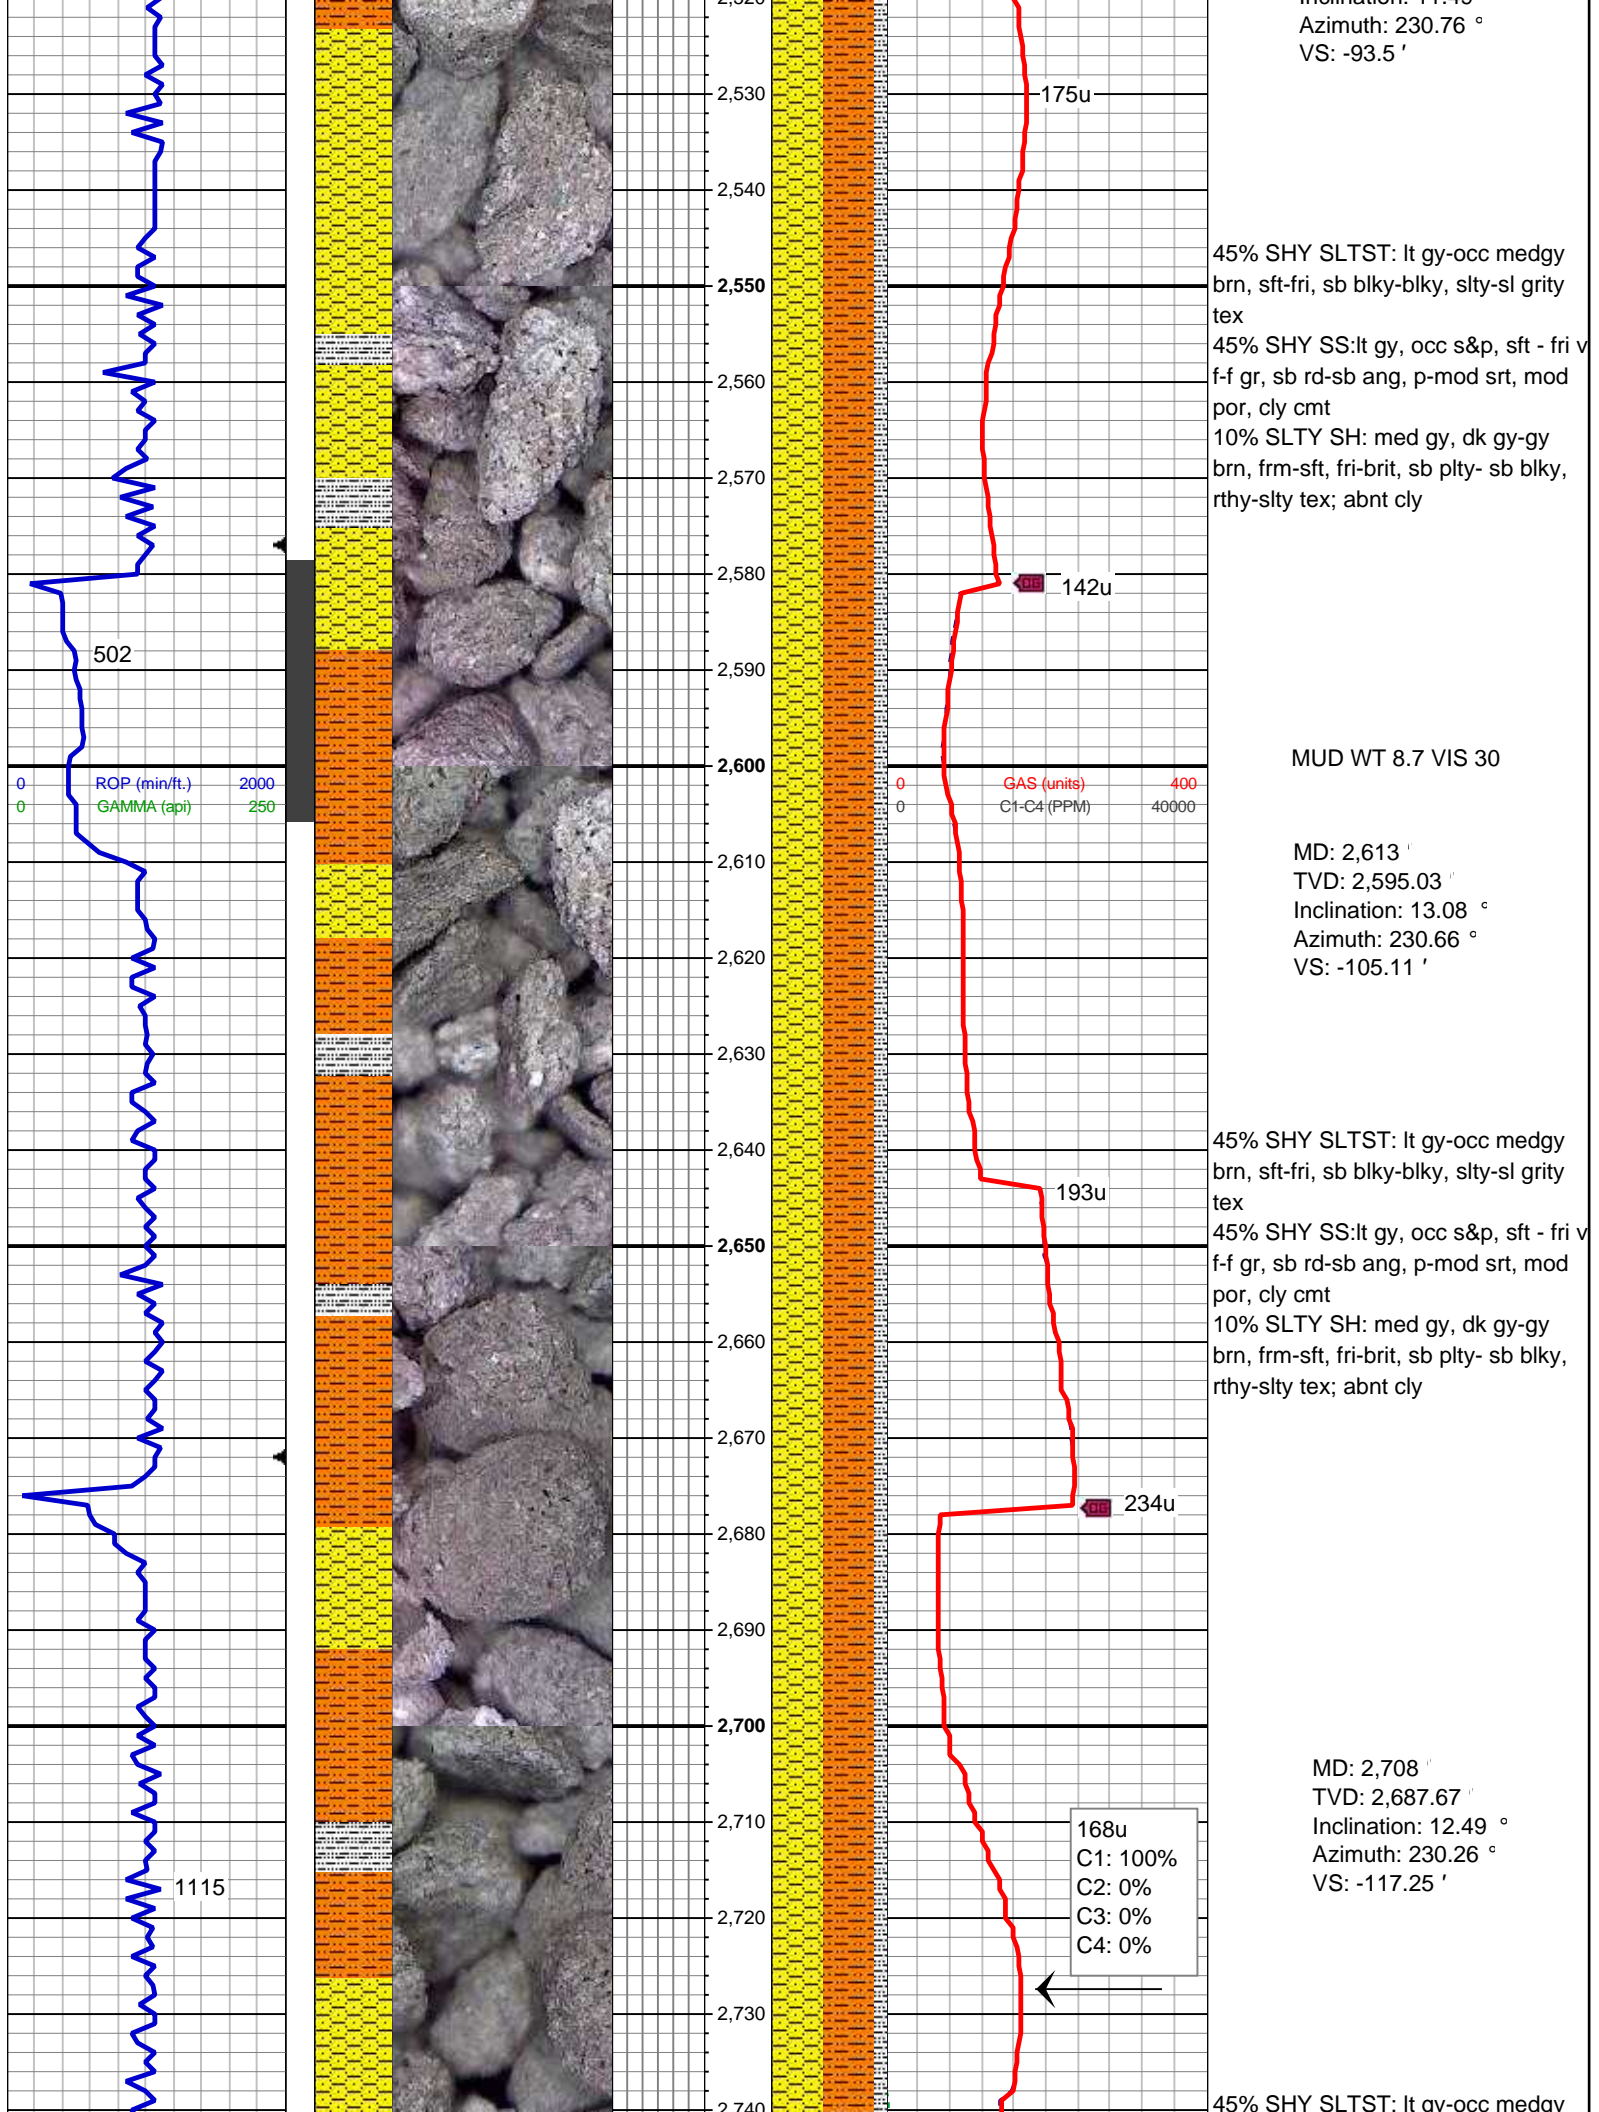 Azimuth: 230.76 °
VS: -93.5 '
2,530
175u
2,540
45% SHY SLTST: lt gy-occ medgy
brn, sft-fri, sb blky-blky, slty-sl grity
tex
45% SHY SS:lt gy, occ s&p, sft - fri v
f-f gr, sb rd-sb ang, p-mod srt, mod
por, cly cmt
10% SLTY SH: med gy, dk gy-gy
brn, frm-sft, fri-brit, sb plty- sb blky,
rthy-slty tex; abnt cly
2,550
2,560
2,570
2,580
CG
142u
502
2,590
2,600
MUD WT 8.7 VIS 30
0 ROP (min/ft.) 2000
0 GAMMA (api) 250
0 GAS (units) 400
0 C1-C4 (PPM) 40000
2,610
MD: 2,613 '
TVD: 2,595.03 '
Inclination: 13.08 °
Azimuth: 230.66 °
VS: -105.11 '
2,620
2,630
2,640
45% SHY SLTST: lt gy-occ medgy
brn, sft-fri, sb blky-blky, slty-sl grity
tex
45% SHY SS:lt gy, occ s&p, sft - fri v
f-f gr, sb rd-sb ang, p-mod srt, mod
por, cly cmt
10% SLTY SH: med gy, dk gy-gy
brn, frm-sft, fri-brit, sb plty- sb blky,
rthy-slty tex; abnt cly
193u
2,650
2,660
2,670
CG
234u
2,680
2,690
2,700
MD: 2,708 '
TVD: 2,687.67 '
Inclination: 12.49 °
Azimuth: 230.26 °
VS: -117.25 '
2,710
168u
C1: 100%
C2: 0%
C3: 0%
C4: 0%
1115
2,720
2,730
2,740
45% SHY SLTST: lt gy-occ medgy